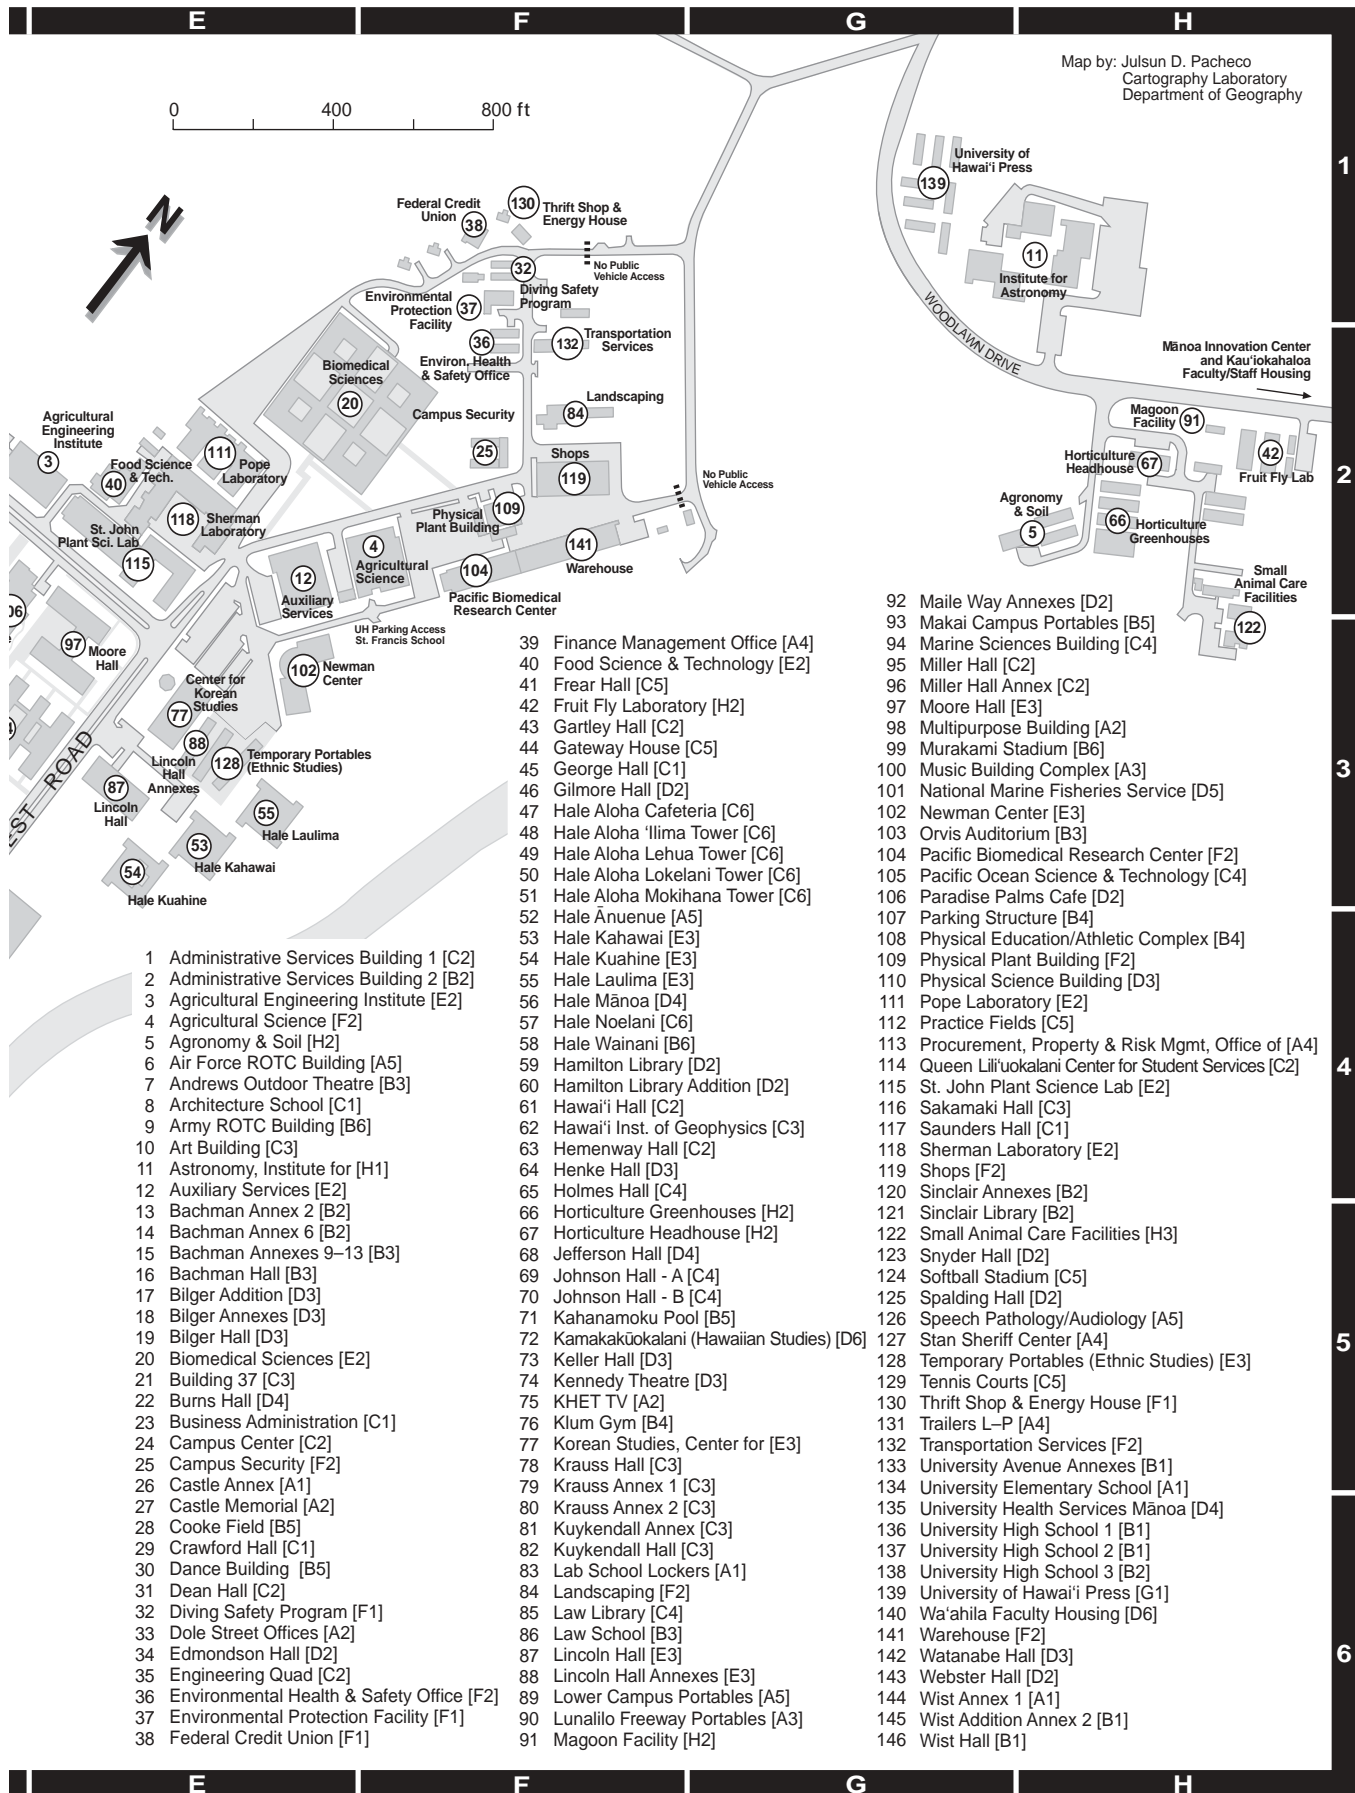 E
F
G
H
Map by: Julsun D. Pacheco
Cartography Laboratory
Department of Geography
0
400
800 ft
N
1
University of
Hawai‘i Press
139
Federal Credit
Union
38
130
Thrift Shop &
Energy House
11
Institute for
Astronomy
32
No Public
Vehicle Access
Diving Safety
Program
Environmental
Protection
Facility
37
WOODLAWN DRIVE
36
Environ. Health
& Safety Office
132
Transportation
Services
Mānoa Innovation Center
and Kau‘iokahaloa
Faculty/Staff Housing
Biomedical
Sciences
20
Landscaping
84
Campus Security
25
Magoon
Facility
91
Agricultural
Engineering
Institute
3
111
Pope
Laboratory
Food Science
& Tech.
40
Shops
119
Horticulture
Headhouse
67
42
Fruit Fly Lab
2
No Public
Vehicle Access
Physical
Plant Building
109
Agronomy
& Soil
5
66
Horticulture
Greenhouses
118
Sherman
Laboratory
St. John
Plant Sci. Lab
115
4
Agricultural
Science
141
Warehouse
104
Pacific Biomedical
Research Center
12
Auxiliary
Services
Small
Animal Care
Facilities
122
UH Parking Access
St. Francis School
06
97
Moore
Hall
102
Newman
Center
Center for
Korean
Studies
77
88
Lincoln
Hall
Annexes
128
Temporary Portables
(Ethnic Studies)
EST ROAD
87
Lincoln
Hall
55
Hale Laulima
53
Hale Kahawai
54
Hale Kuahine
3
4
5
6
1 Administrative Services Building 1 [C2]
2 Administrative Services Building 2 [B2]
3 Agricultural Engineering Institute [E2]
4 Agricultural Science [F2]
5 Agronomy & Soil [H2]
6 Air Force ROTC Building [A5]
7 Andrews Outdoor Theatre [B3]
8 Architecture School [C1]
9 Army ROTC Building [B6]
10 Art Building [C3]
11 Astronomy, Institute for [H1]
12 Auxiliary Services [E2]
13 Bachman Annex 2 [B2]
14 Bachman Annex 6 [B2]
15 Bachman Annexes 9–13 [B3]
16 Bachman Hall [B3]
17 Bilger Addition [D3]
18 Bilger Annexes [D3]
19 Bilger Hall [D3]
20 Biomedical Sciences [E2]
21 Building 37 [C3]
22 Burns Hall [D4]
23 Business Administration [C1]
24 Campus Center [C2]
25 Campus Security [F2]
26 Castle Annex [A1]
27 Castle Memorial [A2]
28 Cooke Field [B5]
29 Crawford Hall [C1]
30 Dance Building [B5]
31 Dean Hall [C2]
32 Diving Safety Program [F1]
33 Dole Street Offices [A2]
34 Edmondson Hall [D2]
35 Engineering Quad [C2]
36 Environmental Health & Safety Office [F2]
37 Environmental Protection Facility [F1]
38 Federal Credit Union [F1]
39 Finance Management Office [A4]
40 Food Science & Technology [E2]
41 Frear Hall [C5]
42 Fruit Fly Laboratory [H2]
43 Gartley Hall [C2]
44 Gateway House [C5]
45 George Hall [C1]
46 Gilmore Hall [D2]
47 Hale Aloha Cafeteria [C6]
48 Hale Aloha ‘Ilima Tower [C6]
49 Hale Aloha Lehua Tower [C6]
50 Hale Aloha Lokelani Tower [C6]
51 Hale Aloha Mokihana Tower [C6]
52 Hale Ānuenue [A5]
53 Hale Kahawai [E3]
54 Hale Kuahine [E3]
55 Hale Laulima [E3]
56 Hale Mānoa [D4]
57 Hale Noelani [C6]
58 Hale Wainani [B6]
59 Hamilton Library [D2]
60 Hamilton Library Addition [D2]
61 Hawai‘i Hall [C2]
62 Hawai‘i Inst. of Geophysics [C3]
63 Hemenway Hall [C2]
64 Henke Hall [D3]
65 Holmes Hall [C4]
66 Horticulture Greenhouses [H2]
67 Horticulture Headhouse [H2]
68 Jefferson Hall [D4]
69 Johnson Hall - A [C4]
70 Johnson Hall - B [C4]
71 Kahanamoku Pool [B5]
72 Kamakakūokalani (Hawaiian Studies) [D6]
73 Keller Hall [D3]
74 Kennedy Theatre [D3]
75 KHET TV [A2]
76 Klum Gym [B4]
77 Korean Studies, Center for [E3]
78 Krauss Hall [C3]
79 Krauss Annex 1 [C3]
80 Krauss Annex 2 [C3]
81 Kuykendall Annex [C3]
82 Kuykendall Hall [C3]
83 Lab School Lockers [A1]
84 Landscaping [F2]
85 Law Library [C4]
86 Law School [B3]
87 Lincoln Hall [E3]
88 Lincoln Hall Annexes [E3]
89 Lower Campus Portables [A5]
90 Lunalilo Freeway Portables [A3]
91 Magoon Facility [H2]
92 Maile Way Annexes [D2]
93 Makai Campus Portables [B5]
94 Marine Sciences Building [C4]
95 Miller Hall [C2]
96 Miller Hall Annex [C2]
97 Moore Hall [E3]
98 Multipurpose Building [A2]
99 Murakami Stadium [B6]
100 Music Building Complex [A3]
101 National Marine Fisheries Service [D5]
102 Newman Center [E3]
103 Orvis Auditorium [B3]
104 Pacific Biomedical Research Center [F2]
105 Pacific Ocean Science & Technology [C4]
106 Paradise Palms Cafe [D2]
107 Parking Structure [B4]
108 Physical Education/Athletic Complex [B4]
109 Physical Plant Building [F2]
110 Physical Science Building [D3]
111 Pope Laboratory [E2]
112 Practice Fields [C5]
113 Procurement, Property & Risk Mgmt, Office of [A4]
114 Queen Lili‘uokalani Center for Student Services [C2]
115 St. John Plant Science Lab [E2]
116 Sakamaki Hall [C3]
117 Saunders Hall [C1]
118 Sherman Laboratory [E2]
119 Shops [F2]
120 Sinclair Annexes [B2]
121 Sinclair Library [B2]
122 Small Animal Care Facilities [H3]
123 Snyder Hall [D2]
124 Softball Stadium [C5]
125 Spalding Hall [D2]
126 Speech Pathology/Audiology [A5]
127 Stan Sheriff Center [A4]
128 Temporary Portables (Ethnic Studies) [E3]
129 Tennis Courts [C5]
130 Thrift Shop & Energy House [F1]
131 Trailers L–P [A4]
132 Transportation Services [F2]
133 University Avenue Annexes [B1]
134 University Elementary School [A1]
135 University Health Services Mānoa [D4]
136 University High School 1 [B1]
137 University High School 2 [B1]
138 University High School 3 [B2]
139 University of Hawai‘i Press [G1]
140 Wa‘ahila Faculty Housing [D6]
141 Warehouse [F2]
142 Watanabe Hall [D3]
143 Webster Hall [D2]
144 Wist Annex 1 [A1]
145 Wist Addition Annex 2 [B1]
146 Wist Hall [B1]
E
F
G
H